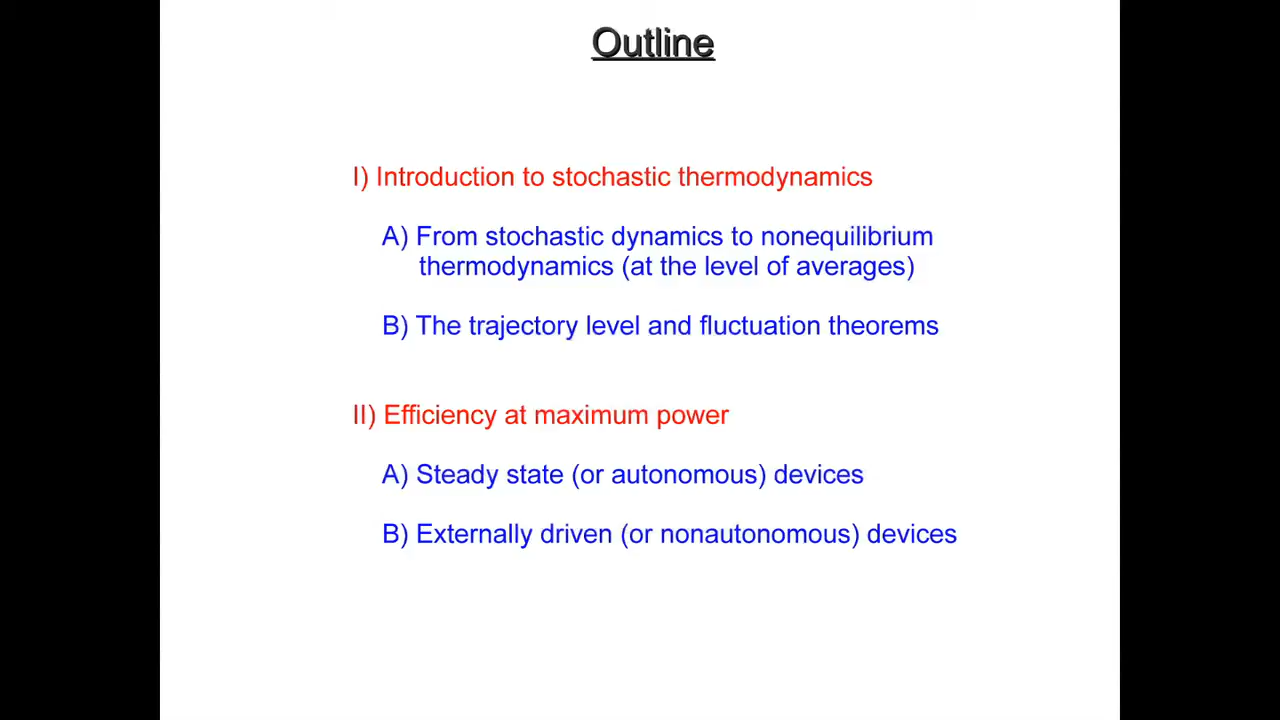 Outline
I) Introduction to stochastic thermodynamics
A) From stochastic dynamics to nonequilibrium
thermodynamics (at the level of averages)
B) The trajectory level and fluctuation theorems
II) Efficiency at maximum power
A) Steady state (or autonomous) devices
B) Externally driven (or nonautonomous) devices